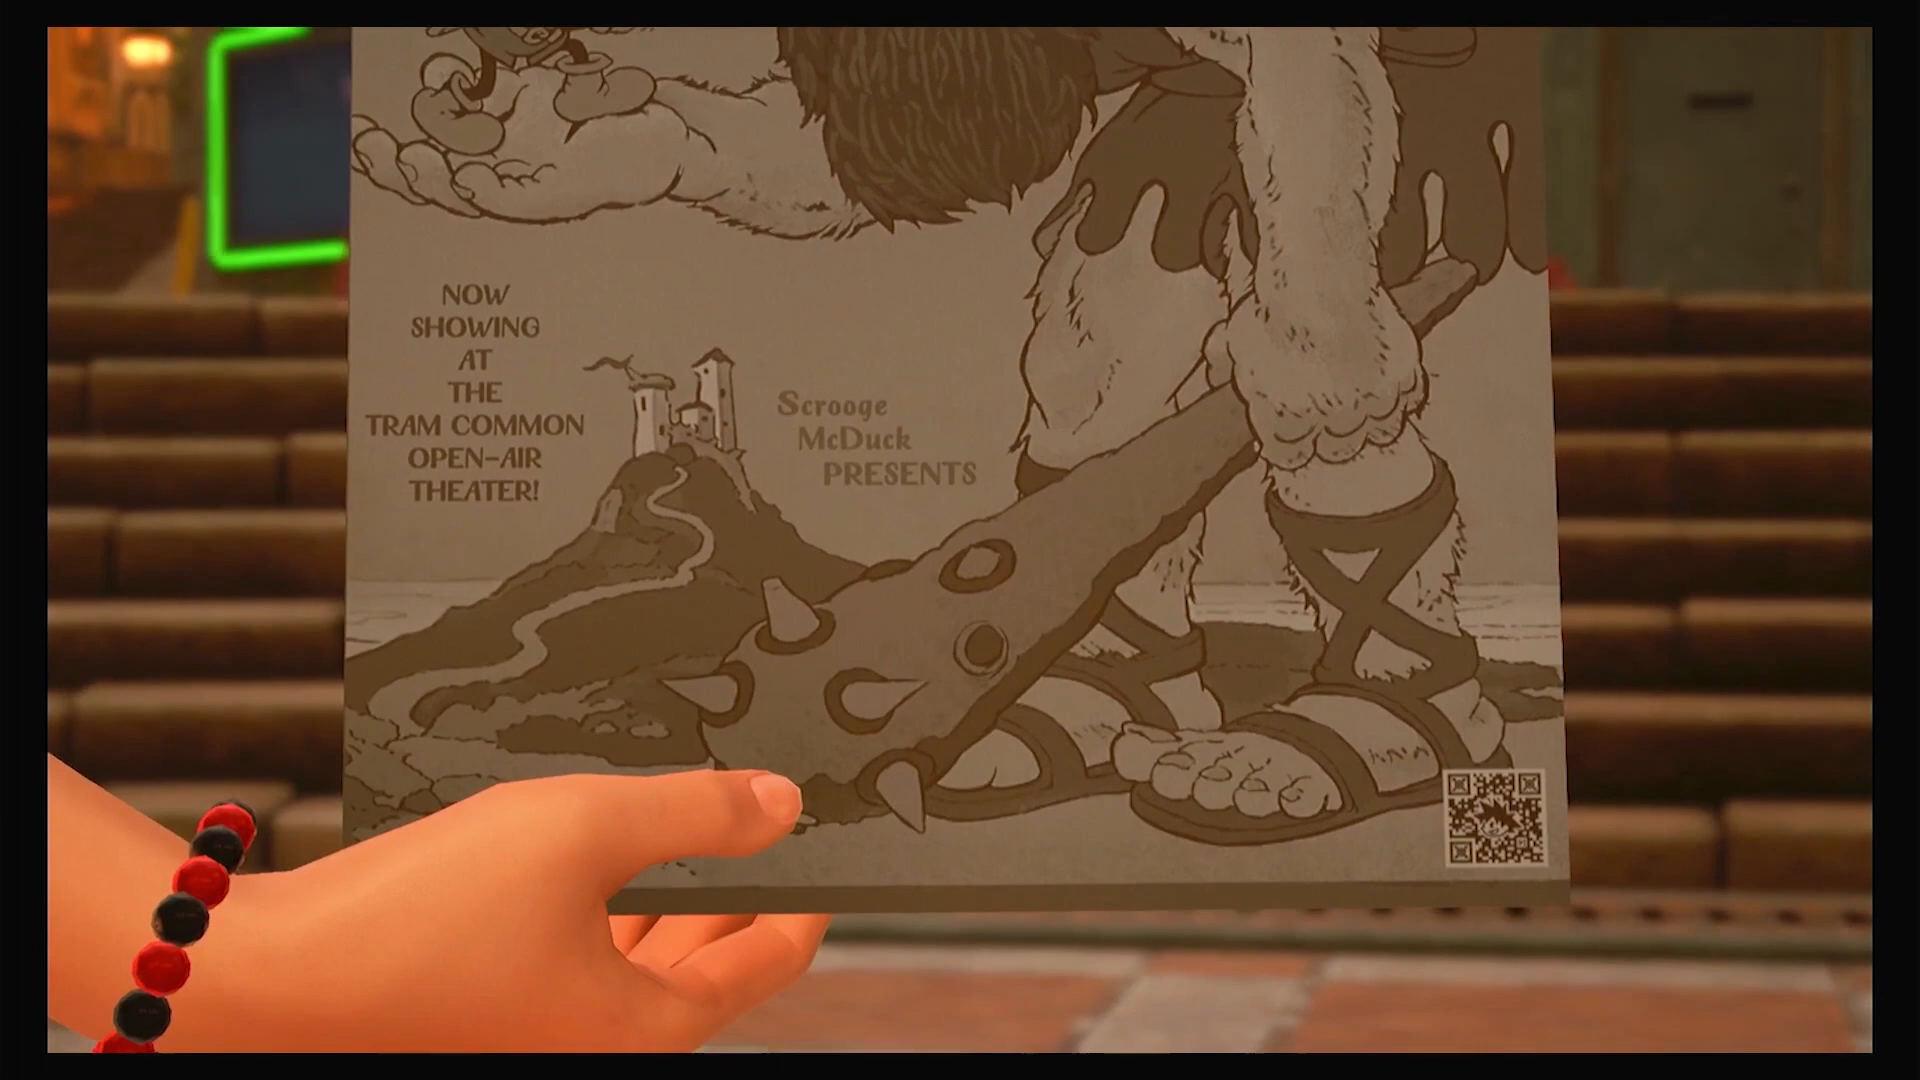 NOW
SHOWING
AT
THE
TRAM COMMON
OPEN-AIR
THEATER!
Scrooge
McDuck
PRESENTS